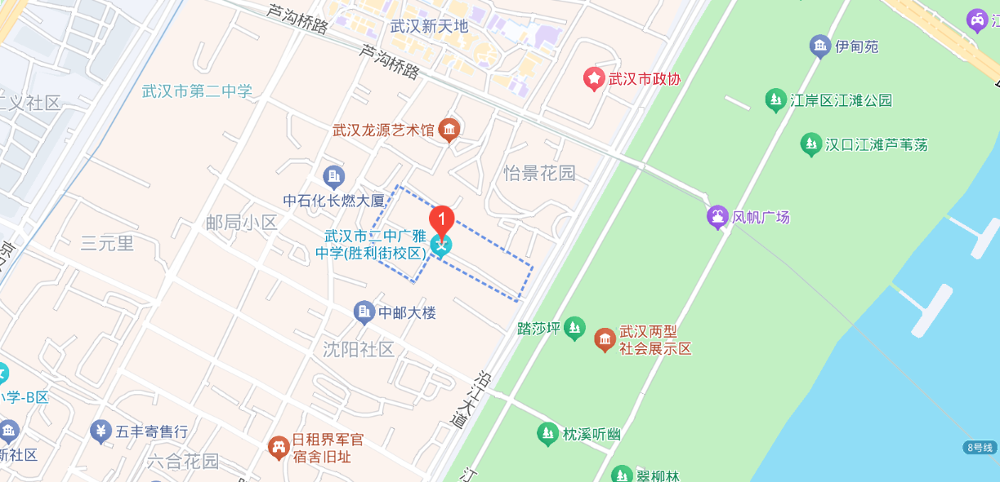 芦沟桥路
武汉新天地
伊甸苑
芦沟桥路
武汉市政协
武汉市第二中学
江岸区江滩公园
义社区
武汉龙源艺术馆
汉口江滩芦苇荡
怡景花园
中石化长燃大厦
邮局小区
1
风帆广场
三元里
武汉市二中广雅
中学(胜利街校区)
京汉
中邮大楼
踏莎坪
武汉两型
社会展示区
沈阳社区
沿江大道
小学-B区
五丰寄售行
枕溪听幽
日租界军官
宿舍旧址
8号线
新社区
六合花园
翠柳林
江